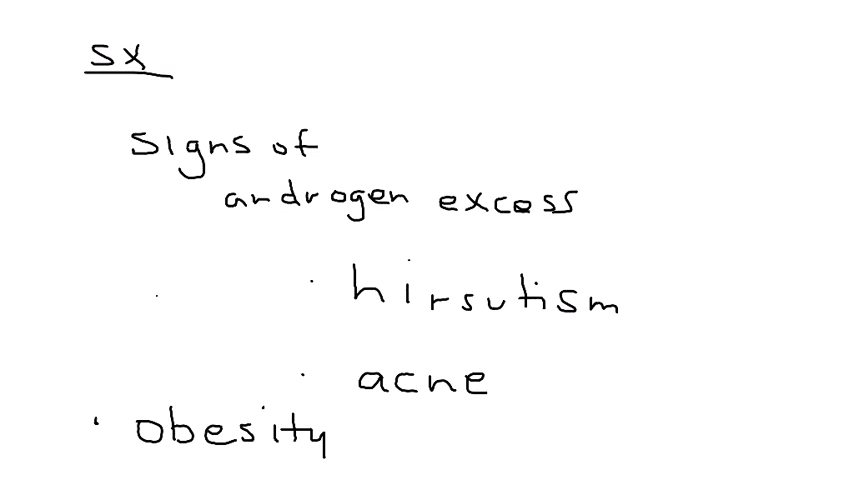 sx
signs of
androgen excess
· hirsutism
· acne
· obesity